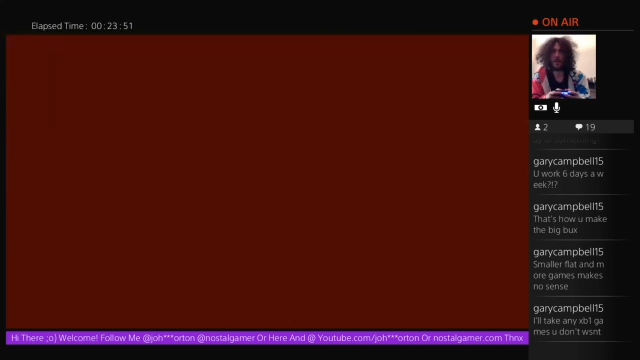 Elapsed Time : 00 : 23 : 51
ON AIR
2
19
garycampbell15
U work 6 days a w
eek?!?
garycampbell15
That's how u make
the big bux
garycampbell15
Smaller flat and m
ore games makes
no sense
garycampbell15
I'll take any xb1 ga
mes u don't wsnt
Hi There ;o) Welcome! Follow Me @joh***orton @nostalgamer Or Here And @ Youtube.com/joh***orton Or nostalgamer.com Thnx